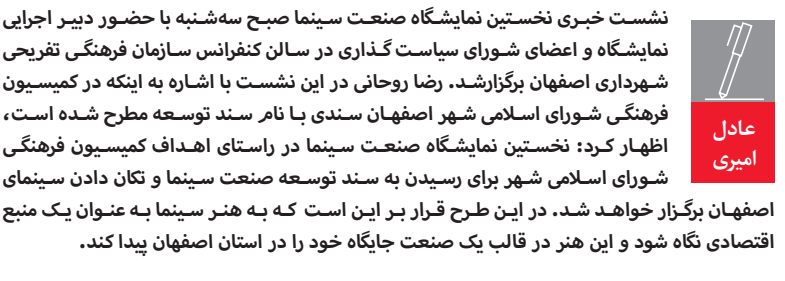 نشست خبری نخستین نمایشگاه صنعت سینما صبح سه‌شنبه با حضور دبیر اجرایی
نمایشگاه و اعضای شورای سیاست گذاری در سالن کنفرانس سازمان فرهنگی تفریحی
شهرداری اصفهان برگزارشد. رضا روحانی در این نشست با اشاره به اینکه در کمیسیون
فرهنگی شورای اسلامی شهر اصفهان سندی با نام سند توسعه مطرح شده است،
اظهار کرد: نخستین نمایشگاه صنعت سینما در راستای اهداف کمیسیون فرهنگی
شورای اسلامی شهر برای رسیدن به سند توسعه صنعت سینما و تکان دادن سینمای
اصفهان برگزار خواهد شد. در این طرح قرار بر این است که به هنر سینما به عنوان یک منبع
اقتصادی نگاه شود و این هنر در قالب یک صنعت جایگاه خود را در استان اصفهان پیدا کند.
عادل
امیری